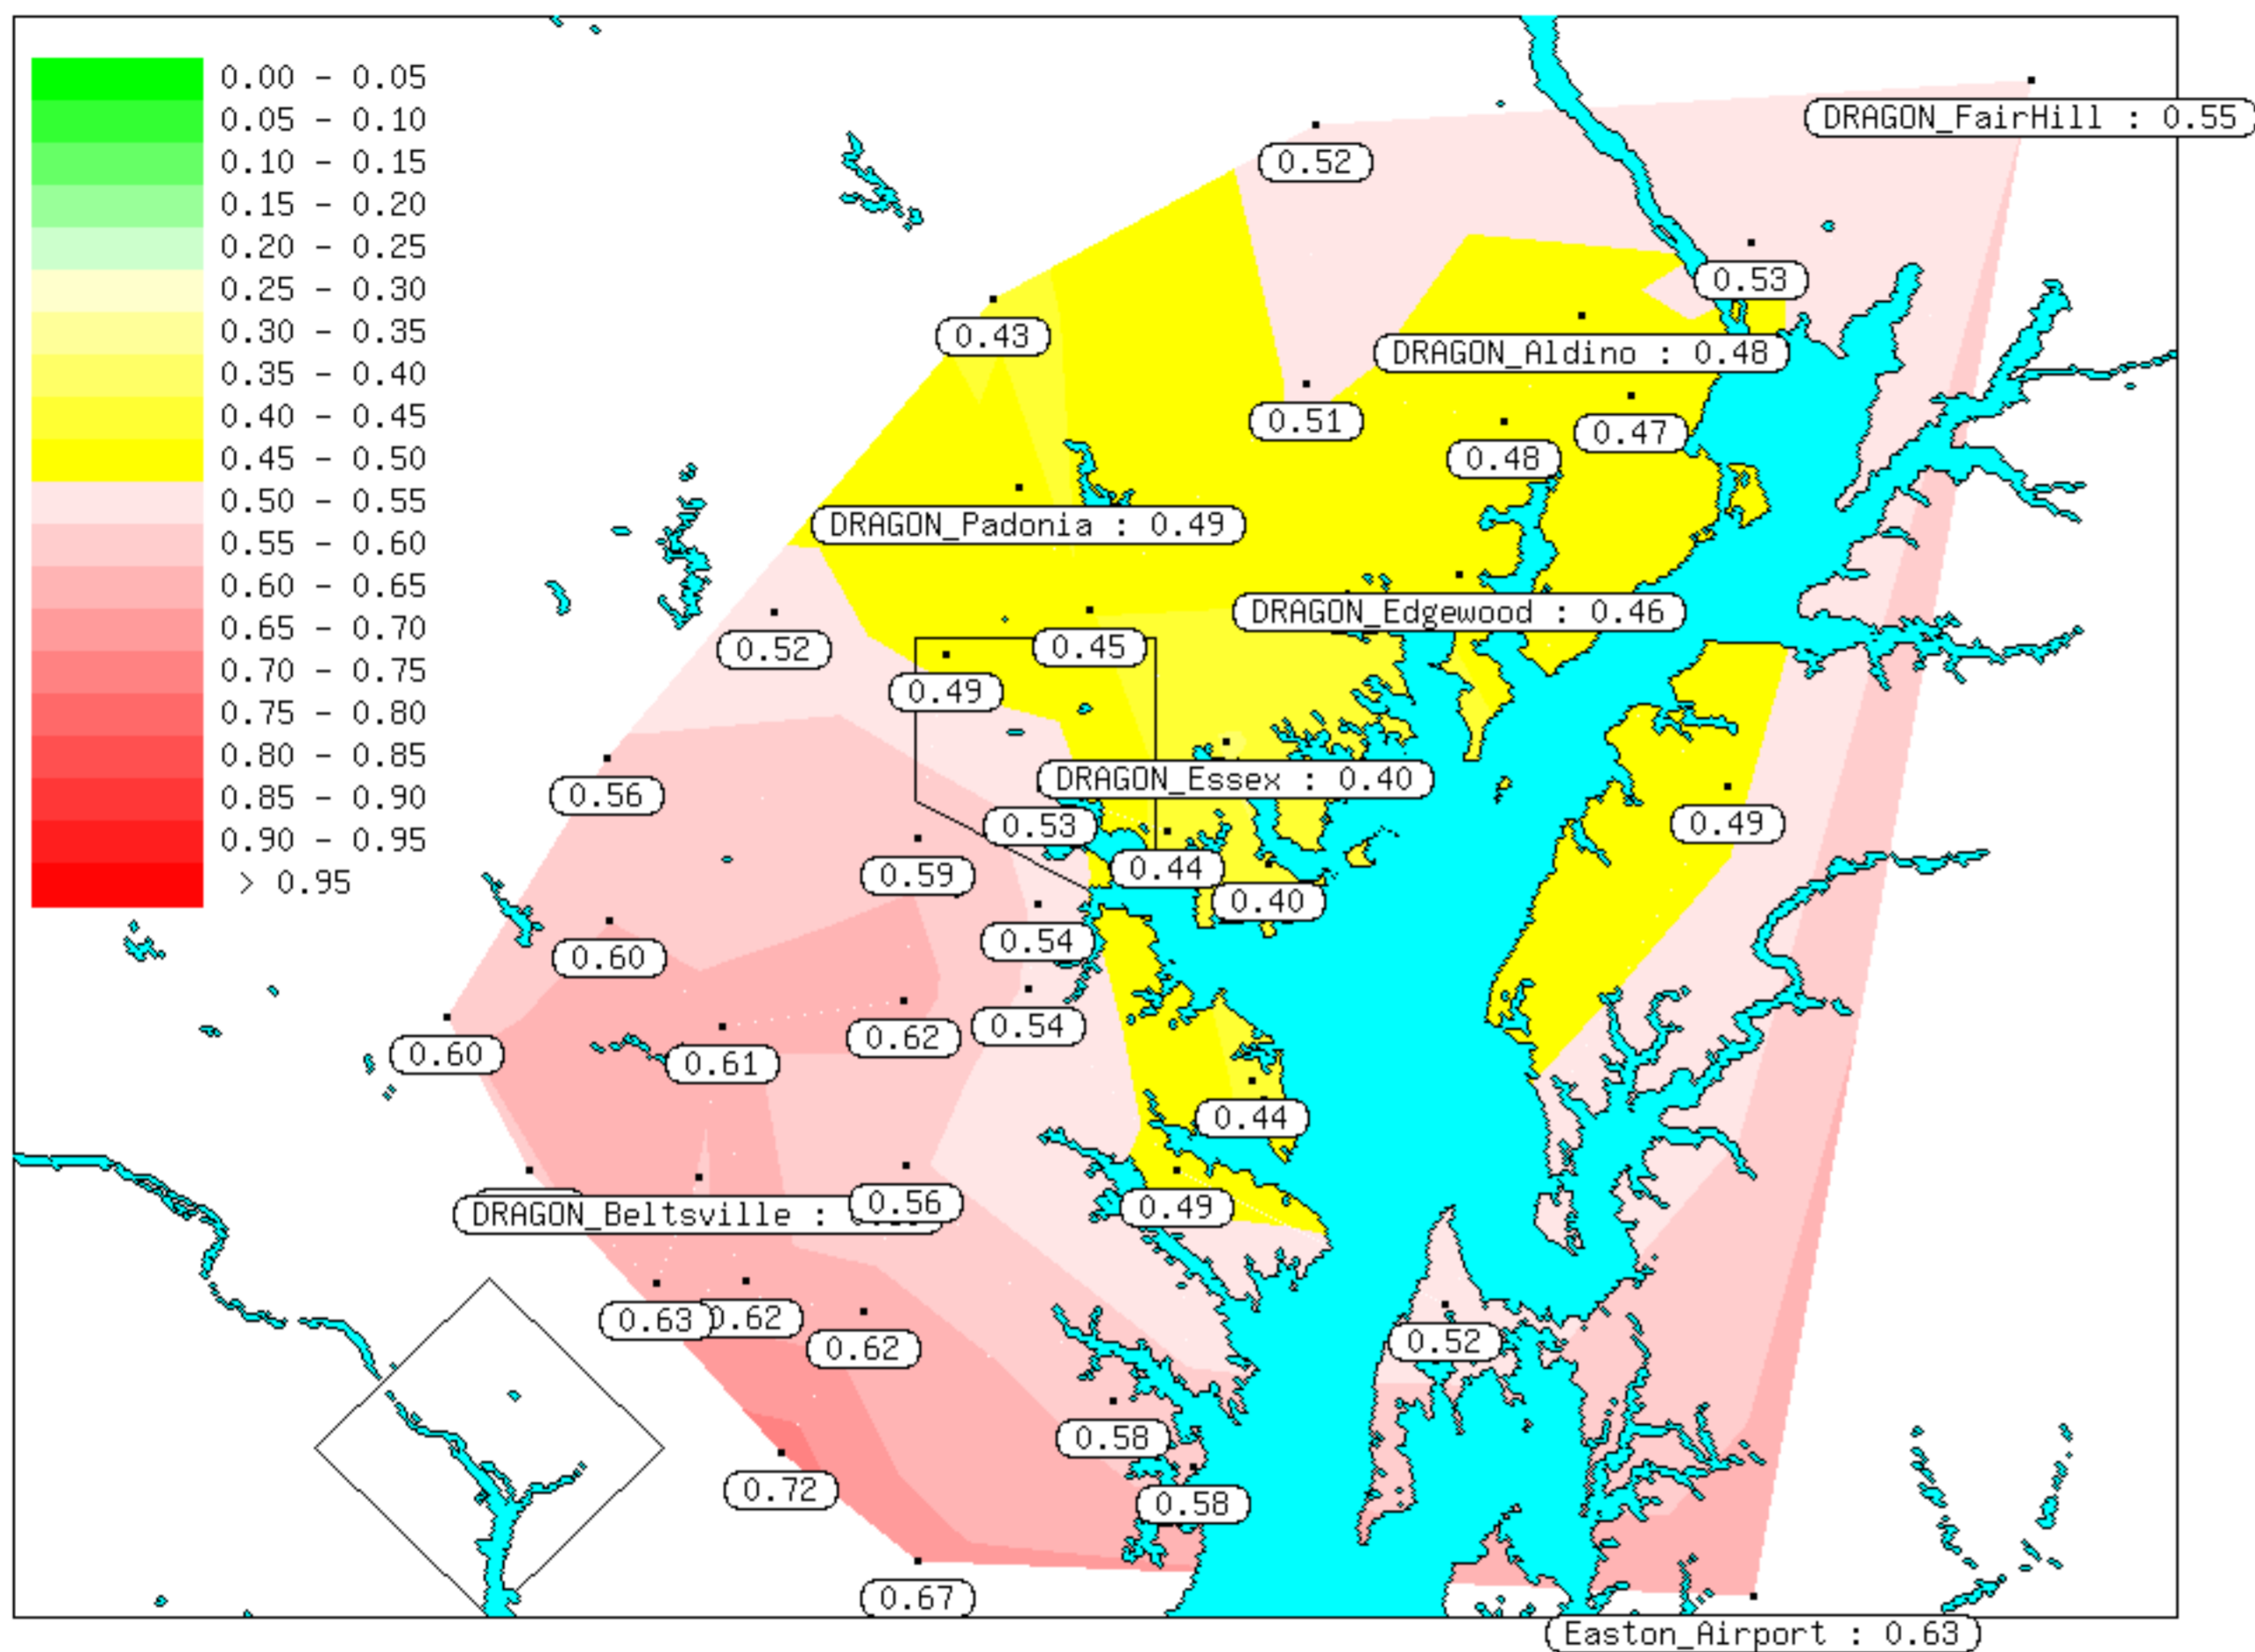 0.00 - 0.05
0.05 - 0.10
0.10 - 0.15
0.15 - 0.20
0.20 - 0.25
0.25 - 0.30
0.30 - 0.35
0.35 - 0.40
0.40 - 0.45
0.45 - 0.50
0.50 - 0.55
0.55 - 0.60
0.60 - 0.65
0.65 - 0.70
0.70 - 0.75
0.75 - 0.80
0.80 - 0.85
0.85 - 0.90
0.90 - 0.95
> 0.95
DRAGON_FairHill : 0.55
0.52
0.53
0.43
DRAGON_Aldino : 0.48
0.51
0.47
0.48
DRAGON_Padonia : 0.49
DRAGON_Edgewood : 0.46
0.52
0.45
0.49
DRAGON_Essex : 0.40
0.56
0.53
0.49
0.44
0.59
0.40
0.54
0.60
0.54
0.62
0.60
0.61
0.44
0.56
0.49
DRAGON_Beltsville :
0.63
0.62
0.62
0.52
0.58
0.72
0.58
0.67
Easton_Airport : 0.63